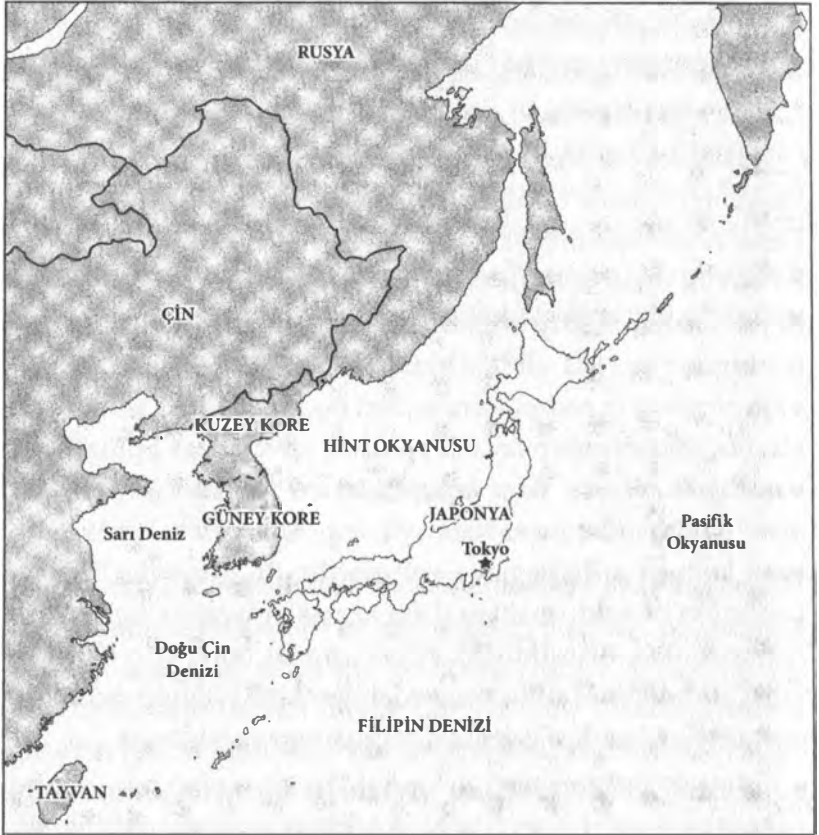 RUSYA
ÇİN
KUZEY KORE
HİNT OKYANUSU
GÜNEY KORE
JAPONYA
Sarı Deniz
Tokyo
Pasifik
Okyanusu
Doğu Çin
Denizi
FİLİPİN DENİZİ
TAYVAN